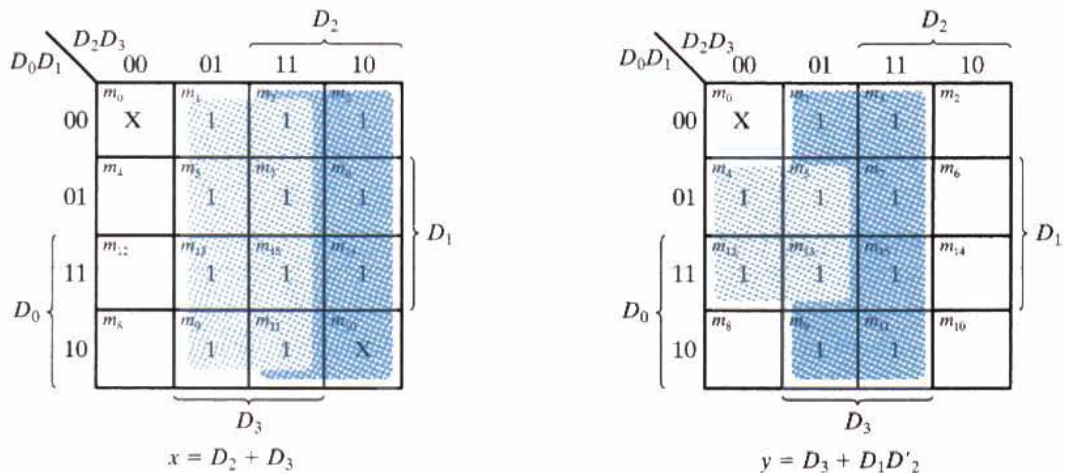 D₂
D₂D₃
D₀D₁ 00 01 11 10
m₀ m₁ m₃ m₂
00 X 1 1 1
m₄ m₅ m₇ m₆
01 1 1 1
D₁
m₁₂ m₁₃ m₁₅ m₁₄
11 1 1 1
D₀
m₈ m₉ m₁₁ m₁₀
10 1 1 X
D₃
x = D₂ + D₃
D₂
D₂D₃
D₀D₁ 00 01 11 10
m₀ m₁ m₃ m₂
00 X 1 1
m₄ m₅ m₇ m₆
01 1 1 1
D₁
m₁₂ m₁₃ m₁₅ m₁₄
11 1 1 1
D₀
m₈ m₉ m₁₁ m₁₀
10 1 1
D₃
y = D₃ + D₁D′₂